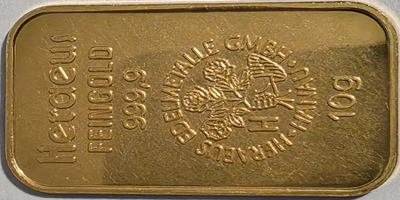 Heraeus
FEINGOLD
999,9
HERAEUS EDELMETALLE GMBH·HANAU·
H
10g